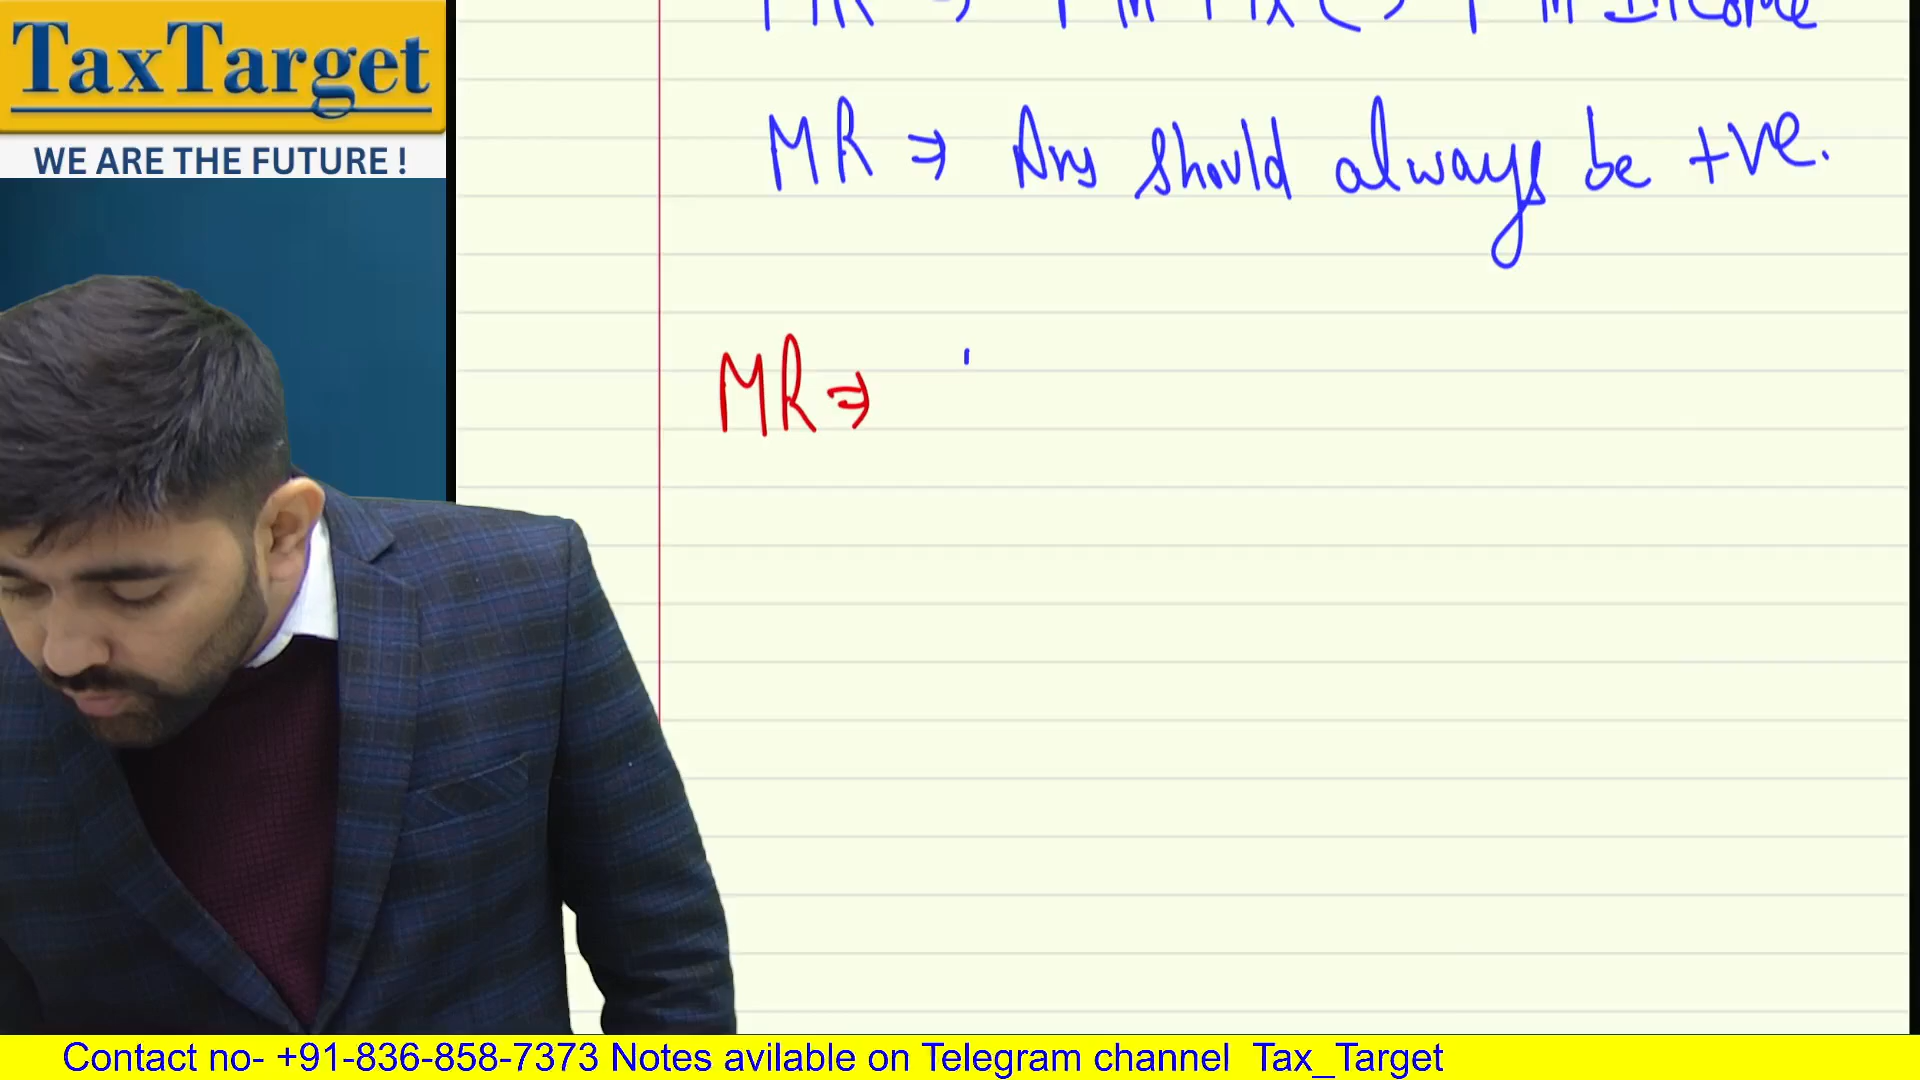 TaxTarget
WE ARE THE FUTURE !
MR ⇒ Ans should always be +ve.
MR ⇒
Contact no- +91-836-858-7373 Notes avilable on Telegram channel Tax_Target